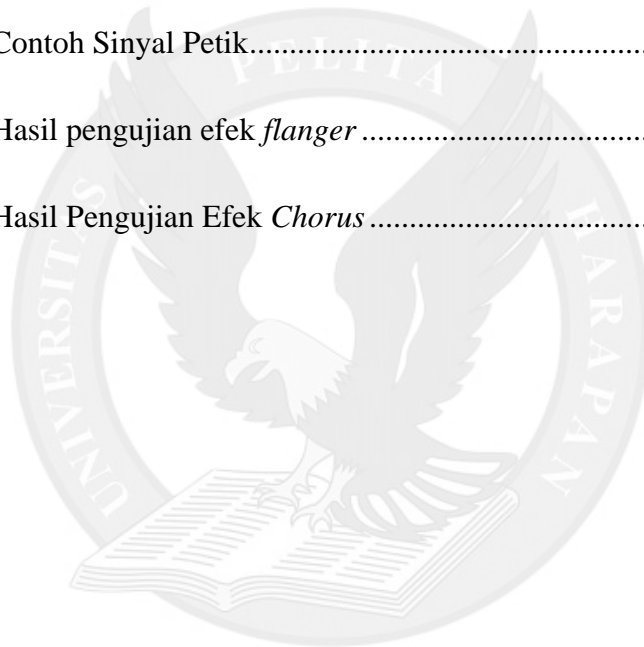 Contoh Sinyal Petik.................................................
Hasil pengujian efek flanger ...................................
Hasil Pengujian Efek Chorus ..................................
UNIVERSITAS PELITA HARAPAN